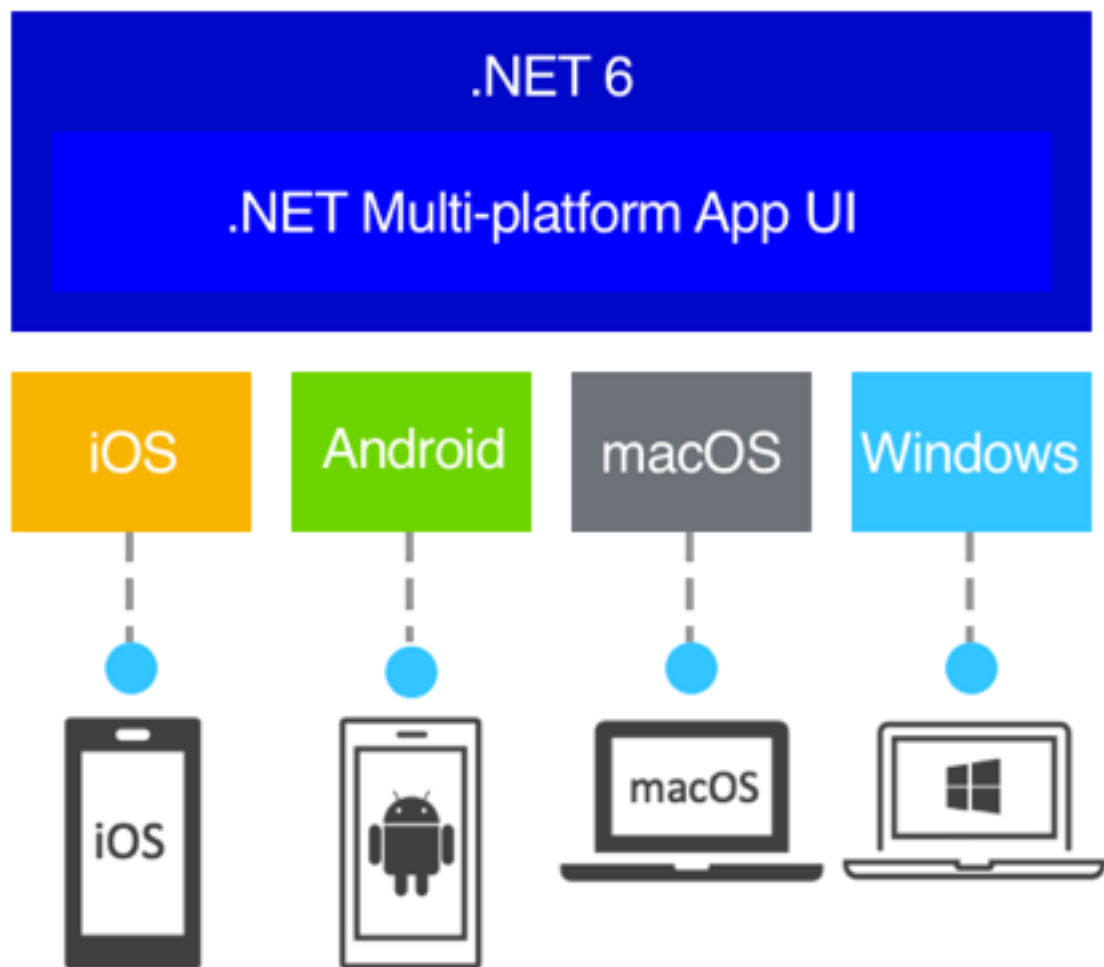 .NET 6
.NET Multi-platform App UI
iOS
Android
macOS
Windows
iOS
macOS